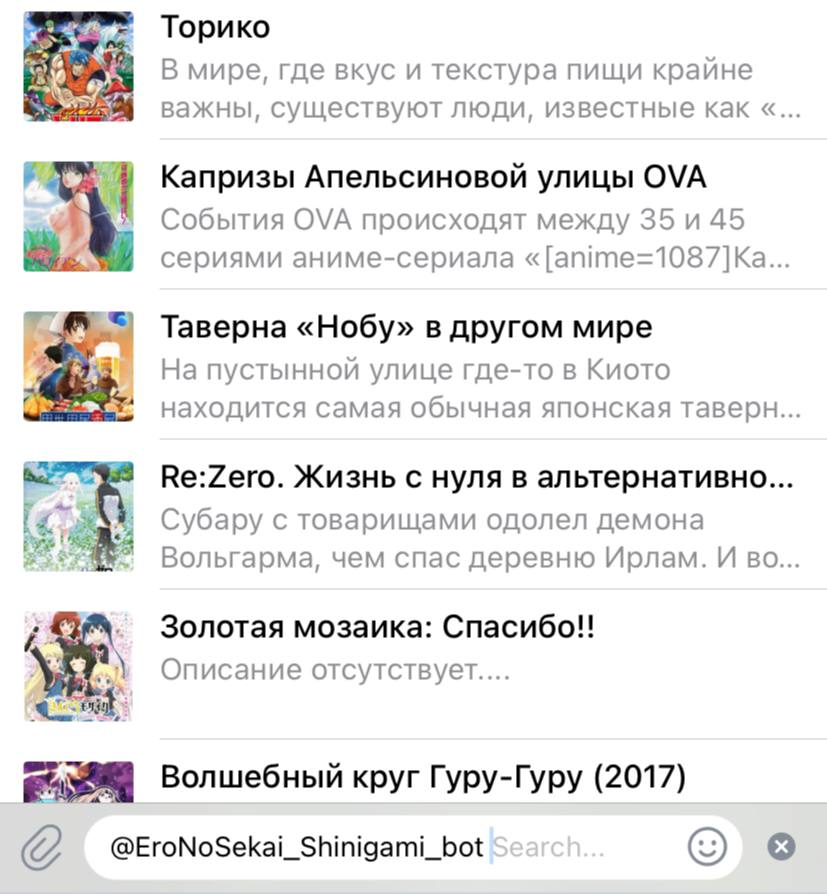 Торико
В мире, где вкус и текстура пищи крайне
важны, существуют люди, известные как «...
Капризы Апельсиновой улицы OVA
События OVA происходят между 35 и 45
сериями аниме-сериала «[anime=1087]Ка...
Таверна «Нобу» в другом мире
На пустынной улице где-то в Киото
находится самая обычная японская таверн...
Re:Zero. Жизнь с нуля в альтернативно...
Субару с товарищами одолел демона
Вольгарма, чем спас деревню Ирлам. И во...
Золотая мозаика: Спасибо!!
Описание отсутствует....
Волшебный круг Гуру-Гуру (2017)
@EroNoSekai_Shinigami_bot Search...